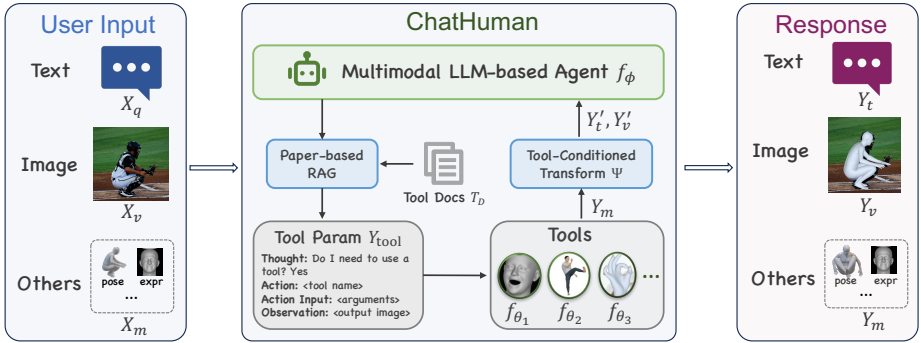 User Input
Text
X_q
Image
X_v
Others
pose
expr
...
X_m
ChatHuman
Multimodal LLM-based Agent f_ϕ
Paper-based
RAG
Tool Docs T_D
Y'_t, Y'_v
Tool-Conditioned
Transform Ψ
Y_m
Tool Param Y_tool
Thought: Do I need to use a
tool? Yes
Action: <tool name>
Action Input: <arguments>
Observation: <output image>
Tools
...
f_θ1
f_θ2
f_θ3
Response
Text
Y_t
Image
Y_v
Others
pose
expr
...
Y_m